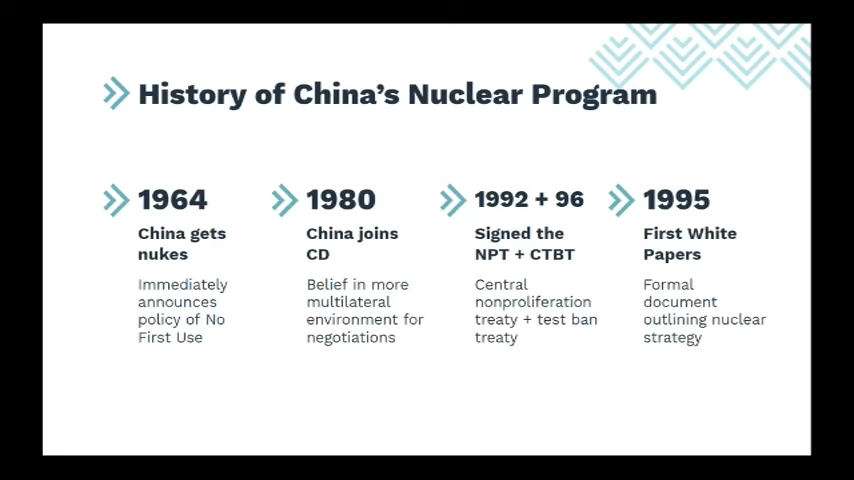 History of China's Nuclear Program
1964
China gets
nukes
Immediately
announces
policy of No
First Use
1980
China joins
CD
Belief in more
multilateral
environment for
negotiations
1992 + 96
Signed the
NPT + CTBT
Central
nonproliferation
treaty + test ban
treaty
1995
First White
Papers
Formal
document
outlining nuclear
strategy